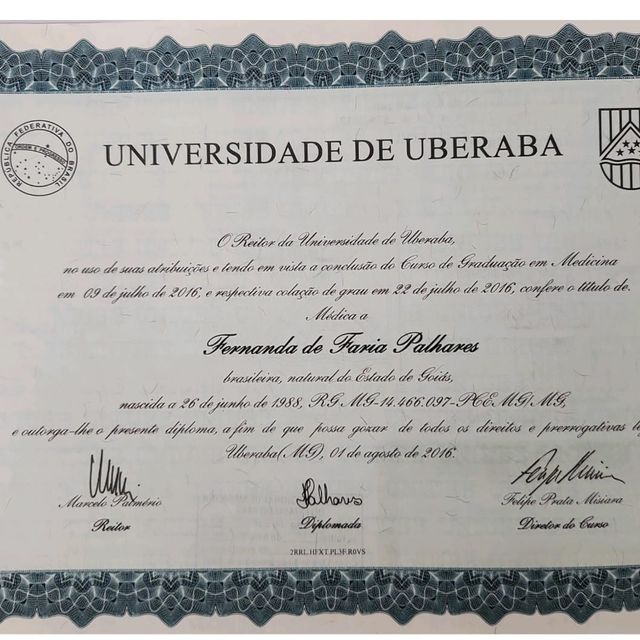 REPÚBLICA FEDERATIVA DO BRASIL
ORDEM E PROGRESSO
UNIVERSIDADE DE UBERABA
O Reitor da Universidade de Uberaba,
no uso de suas atribuições e tendo em vista a conclusão do Curso de Graduação em Medicina
em 09 de julho de 2016, e respectiva colação de grau em 22 de julho de 2016, confere o título de
Médica a
Fernanda de Faria Palhares
brasileira, natural do Estado de Goiás,
nascida a 26 de junho de 1988, RG MG-14.466.097-PCEMG/MG,
e outorga-lhe o presente diploma, a fim de que possa gozar de todos os direitos e prerrogativas
Uberaba(MG), 01 de agosto de 2016.
Palhares
Marcelo Palmério
Felipe Prata Misiara
Reitor
Diplomada
Diretor do Curso